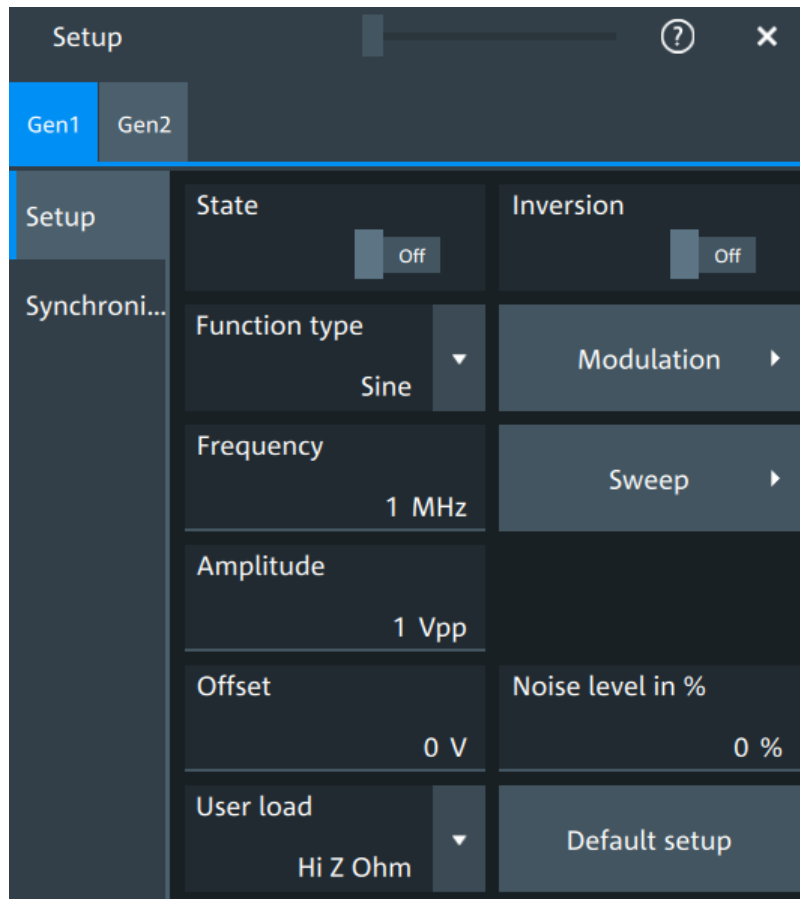 Setup
?
Gen1 Gen2
Setup
Synchroni...
State
Off
Inversion
Off
Function type
Sine
Modulation
Frequency
1 MHz
Sweep
Amplitude
1 Vpp
Offset
0 V
Noise level in %
0 %
User load
Hi Z Ohm
Default setup